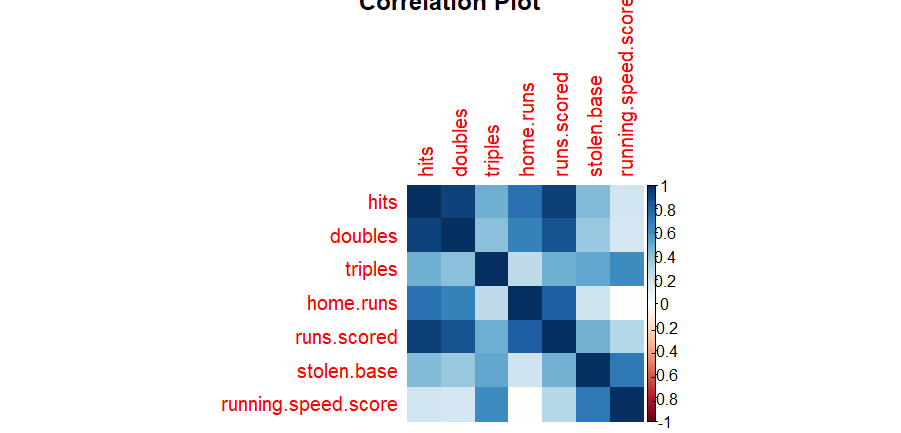 Correlation Plot
hits
doubles
triples
home.runs
runs.scored
stolen.base
running.speed.score
hits
doubles
triples
home.runs
runs.scored
stolen.base
running.speed.score
1
0.8
0.6
0.4
0.2
0
-0.2
-0.4
-0.6
-0.8
-1